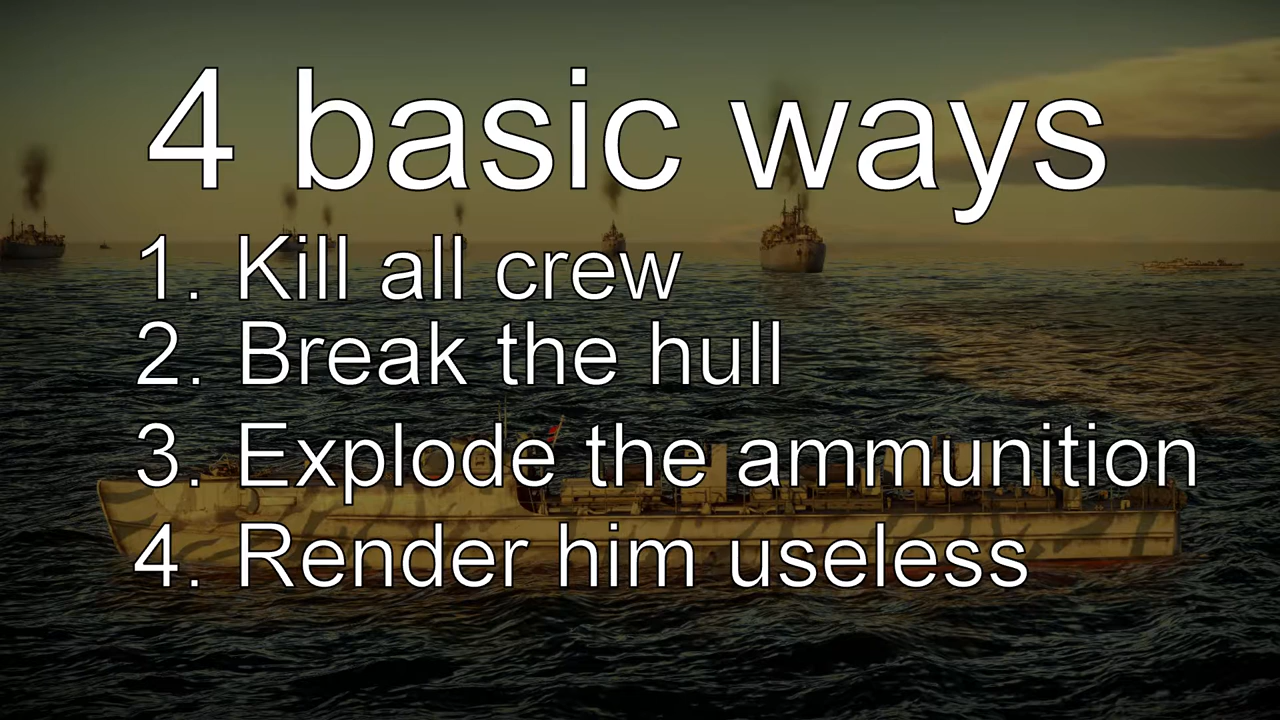 4 basic ways
1. Kill all crew
2. Break the hull
3. Explode the ammunition
4. Render him useless